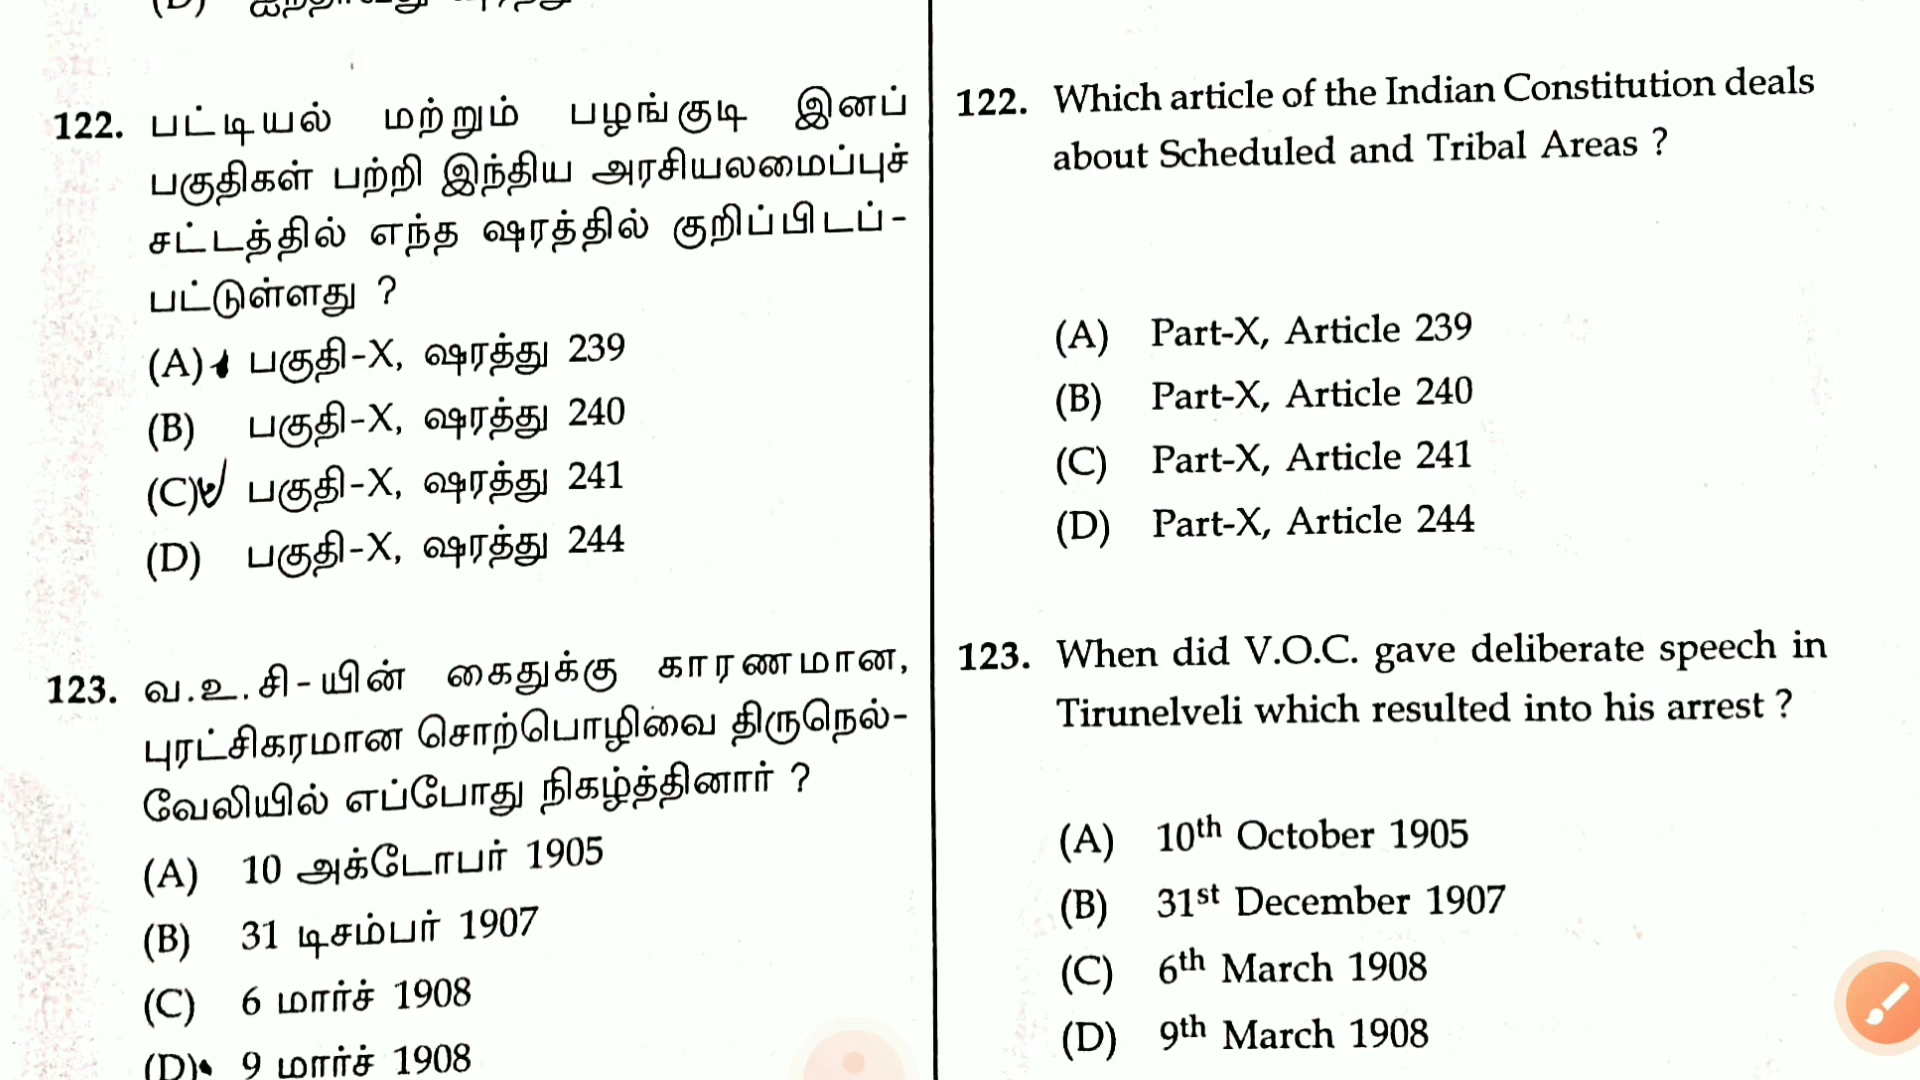 122. பட்டியல் மற்றும் பழங்குடி இனப்
பகுதிகள் பற்றி இந்திய அரசியலமைப்புச்
சட்டத்தில் எந்த ஷரத்தில் குறிப்பிடப்-
பட்டுள்ளது ?
(A) பகுதி-X, ஷரத்து 239
(B) பகுதி-X, ஷரத்து 240
(C) பகுதி-X, ஷரத்து 241
(D) பகுதி-X, ஷரத்து 244
123. வ.உ.சி-யின் கைதுக்கு காரணமான,
புரட்சிகரமான சொற்பொழிவை திருநெல்-
வேலியில் எப்போது நிகழ்த்தினார் ?
(A) 10 அக்டோபர் 1905
(B) 31 டிசம்பர் 1907
(C) 6 மார்ச் 1908
(D) 9 மார்ச் 1908
122. Which article of the Indian Constitution deals
about Scheduled and Tribal Areas ?
(A) Part-X, Article 239
(B) Part-X, Article 240
(C) Part-X, Article 241
(D) Part-X, Article 244
123. When did V.O.C. gave deliberate speech in
Tirunelveli which resulted into his arrest ?
(A) 10th October 1905
(B) 31st December 1907
(C) 6th March 1908
(D) 9th March 1908